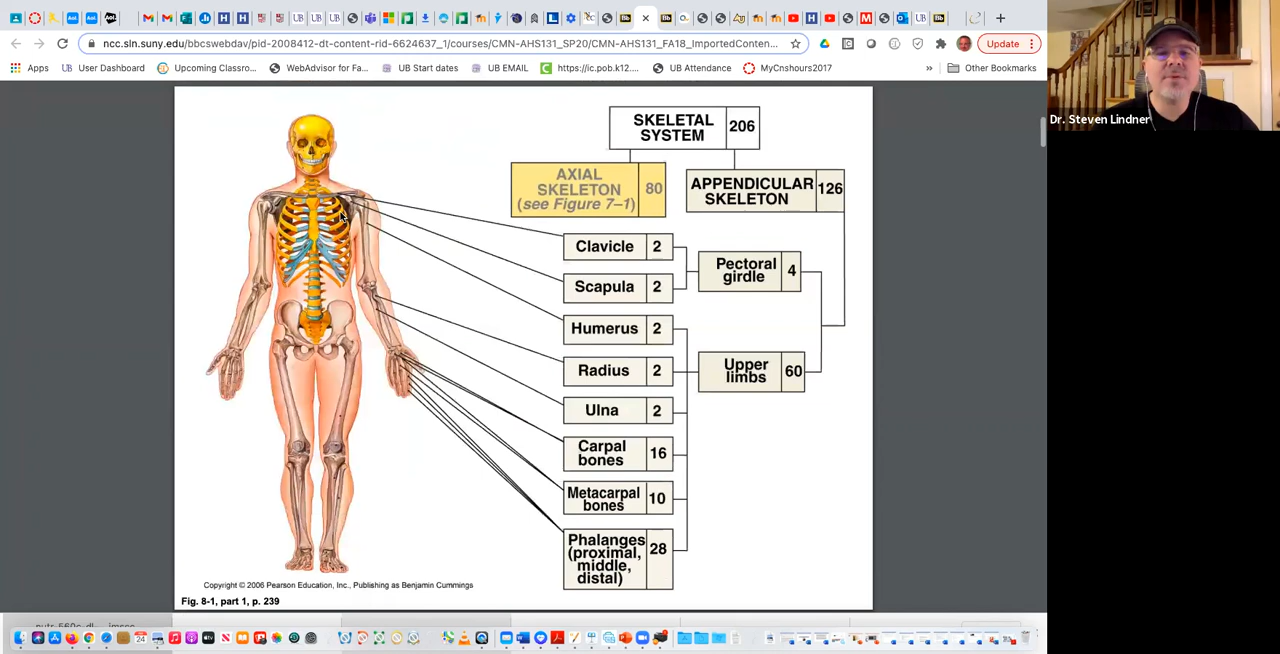 ncc.sln.suny.edu/bbcswebdav/pid-2008412-dt-content-rid-6624637_1/courses/CMN-AHS131_SP20/CMN-AHS131_FA18_ImportedConten...
Update
Apps
User Dashboard
Upcoming Classro...
WebAdvisor for Fa...
UB Start dates
UB EMAIL
https://ic.pob.k12....
UB Attendance
MyCnshours2017
»
Other Bookmarks
Dr. Steven Lindner
SKELETAL
SYSTEM
206
AXIAL
SKELETON
(see Figure 7–1)
80
APPENDICULAR
SKELETON
126
Clavicle 2
Scapula 2
Pectoral
girdle
4
Humerus 2
Radius 2
Upper
limbs
60
Ulna 2
Carpal
bones
16
Metacarpal
bones
10
Phalanges
(proximal,
middle,
distal)
28
Copyright © 2006 Pearson Education, Inc., Publishing as Benjamin Cummings
Fig. 8-1, part 1, p. 239